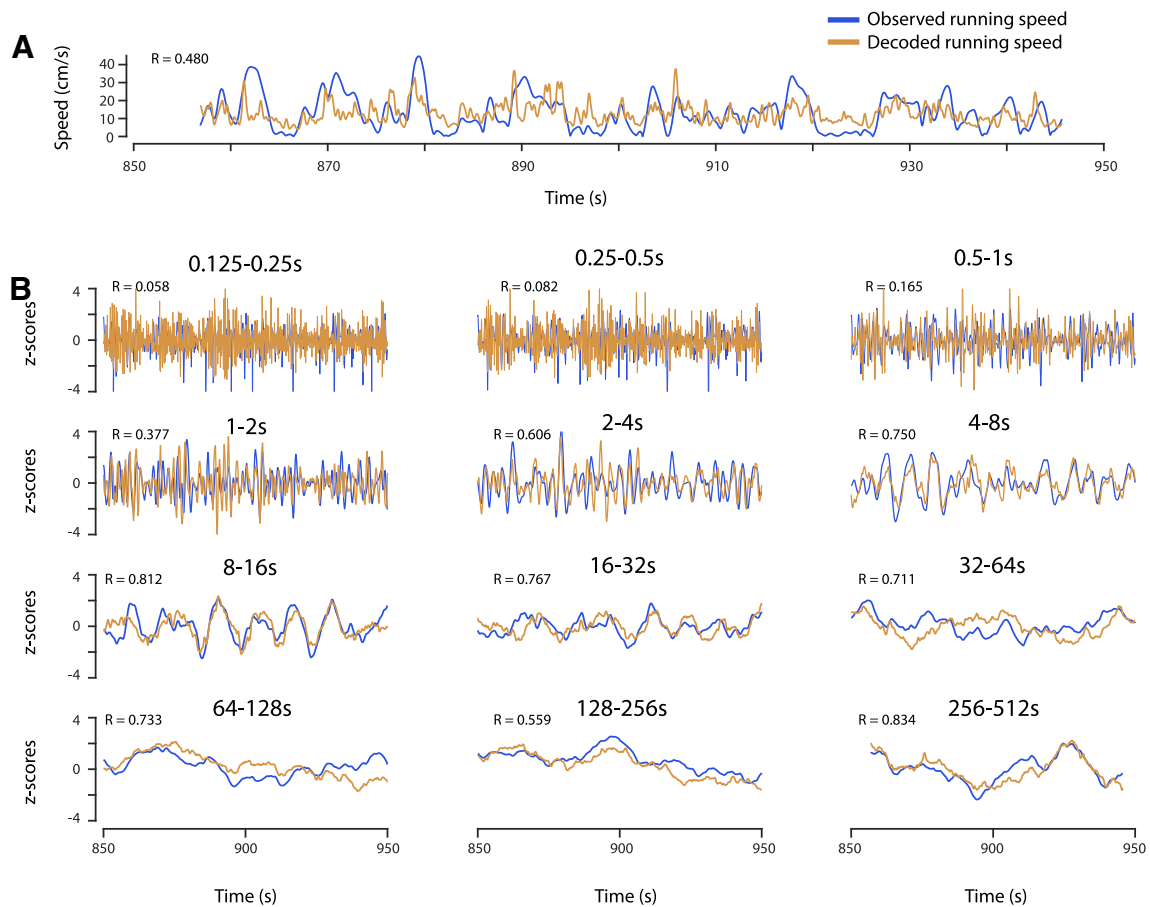 Observed running speed
Decoded running speed
A
R = 0.480
Speed (cm/s)
40
30
20
10
0
850
870
890
910
930
950
Time (s)
B
0.125-0.25s
0.25-0.5s
0.5-1s
R = 0.058
R = 0.082
R = 0.165
z-scores
4
0
-4
1-2s
2-4s
4-8s
R = 0.377
R = 0.606
R = 0.750
z-scores
4
0
-4
8-16s
16-32s
32-64s
R = 0.812
R = 0.767
R = 0.711
z-scores
4
0
-4
64-128s
128-256s
256-512s
R = 0.733
R = 0.559
R = 0.834
z-scores
4
0
-4
850
900
950
850
900
950
850
900
950
Time (s)
Time (s)
Time (s)